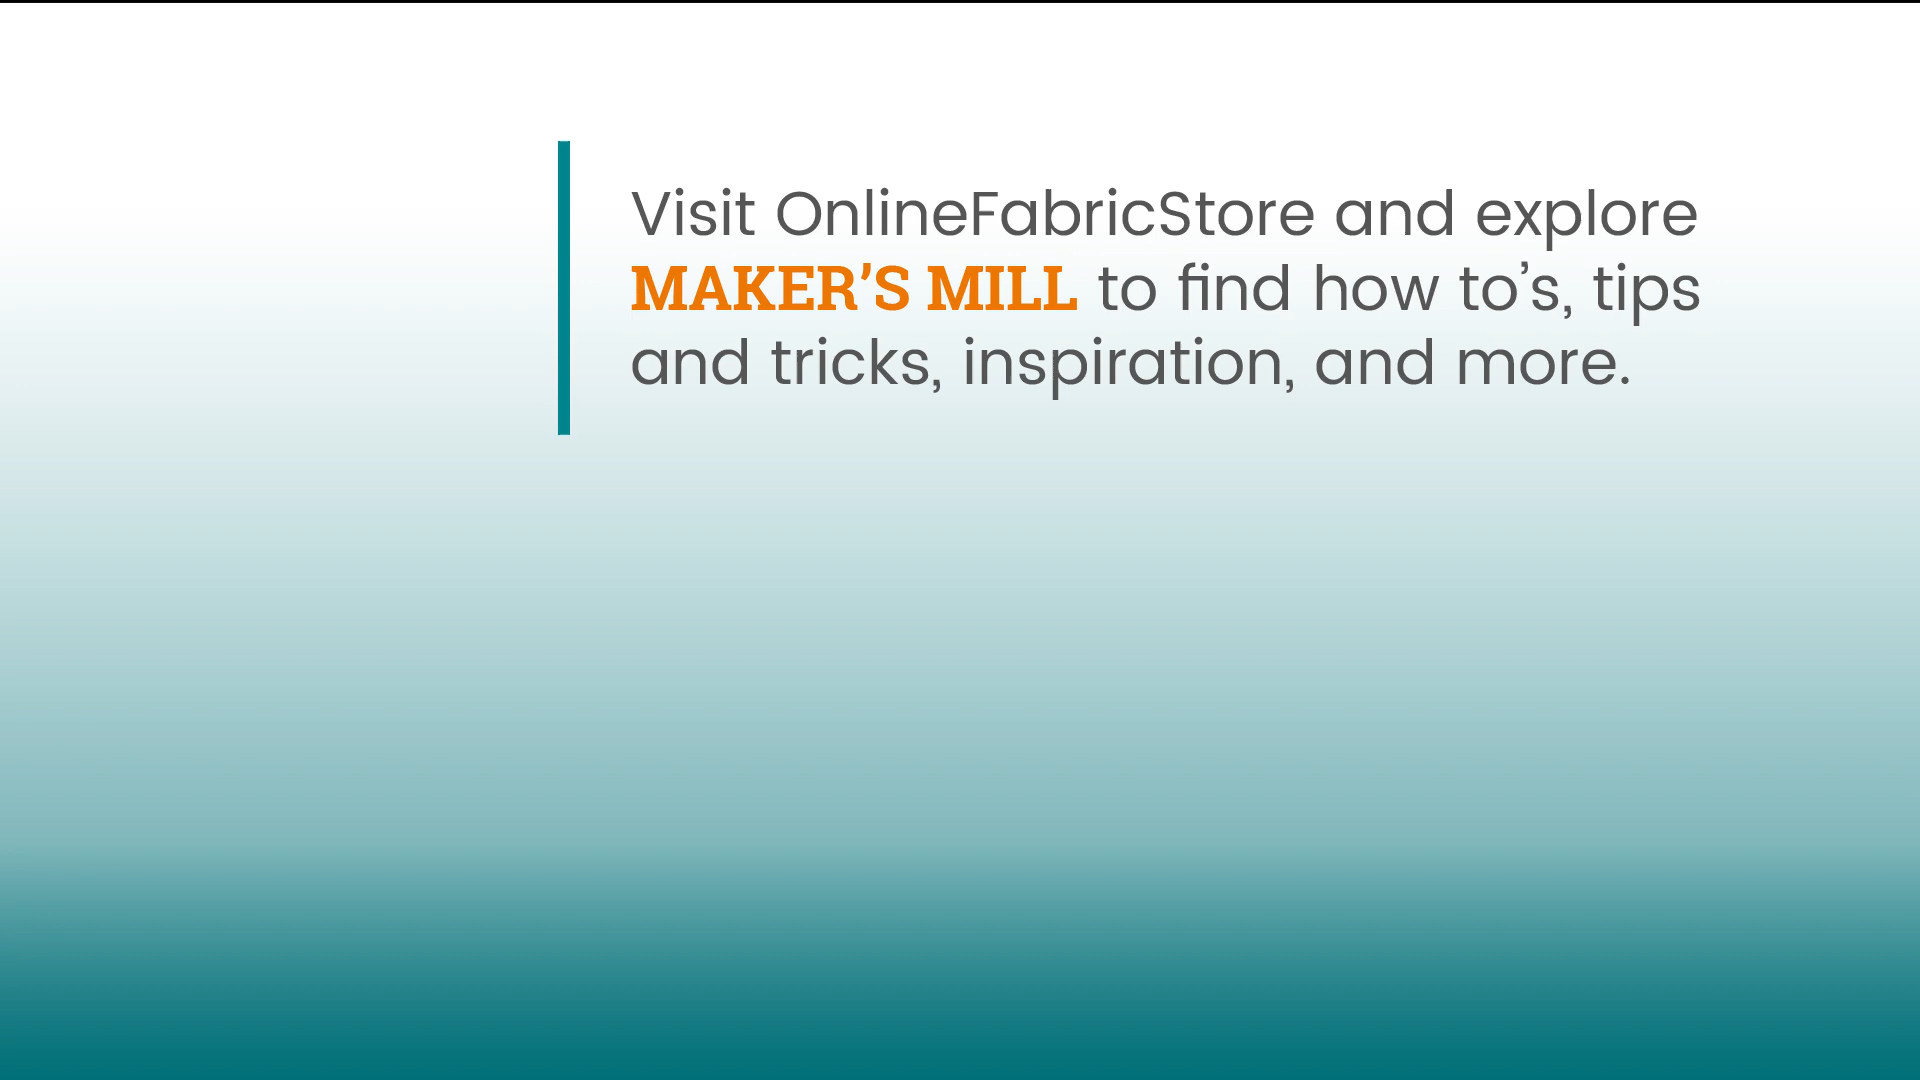 Visit OnlineFabricStore and explore
MAKER’S MILL to find how to’s, tips
and tricks, inspiration, and more.